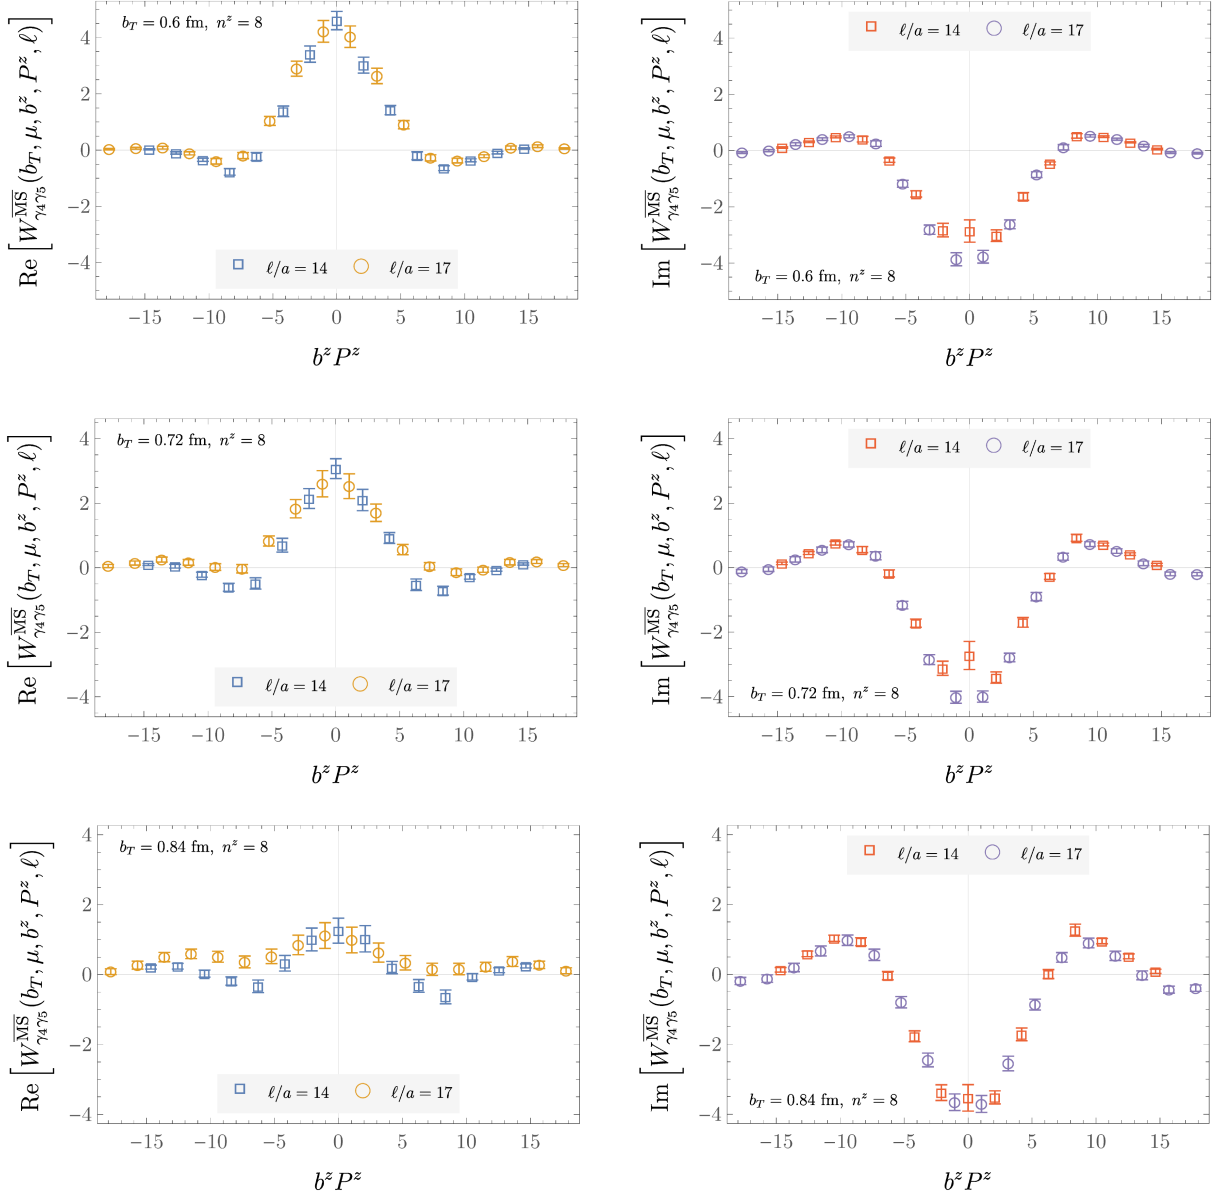 b_T = 0.6 fm, n^z = 8
Re [W^{\overline{MS}}_{γ4γ5}(b_T, μ, b^z, P^z, ℓ)]
4
2
0
−2
−4
ℓ/a = 14 ℓ/a = 17
−15 −10 −5 0 5 10 15
b^z P^z
ℓ/a = 14 ℓ/a = 17
Im [W^{\overline{MS}}_{γ4γ5}(b_T, μ, b^z, P^z, ℓ)]
4
2
0
−2
−4
b_T = 0.6 fm, n^z = 8
−15 −10 −5 0 5 10 15
b^z P^z
b_T = 0.72 fm, n^z = 8
Re [W^{\overline{MS}}_{γ4γ5}(b_T, μ, b^z, P^z, ℓ)]
4
2
0
−2
−4
ℓ/a = 14 ℓ/a = 17
−15 −10 −5 0 5 10 15
b^z P^z
ℓ/a = 14 ℓ/a = 17
Im [W^{\overline{MS}}_{γ4γ5}(b_T, μ, b^z, P^z, ℓ)]
4
2
0
−2
−4
b_T = 0.72 fm, n^z = 8
−15 −10 −5 0 5 10 15
b^z P^z
b_T = 0.84 fm, n^z = 8
Re [W^{\overline{MS}}_{γ4γ5}(b_T, μ, b^z, P^z, ℓ)]
4
2
0
−2
−4
ℓ/a = 14 ℓ/a = 17
−15 −10 −5 0 5 10 15
b^z P^z
ℓ/a = 14 ℓ/a = 17
Im [W^{\overline{MS}}_{γ4γ5}(b_T, μ, b^z, P^z, ℓ)]
4
2
0
−2
−4
b_T = 0.84 fm, n^z = 8
−15 −10 −5 0 5 10 15
b^z P^z